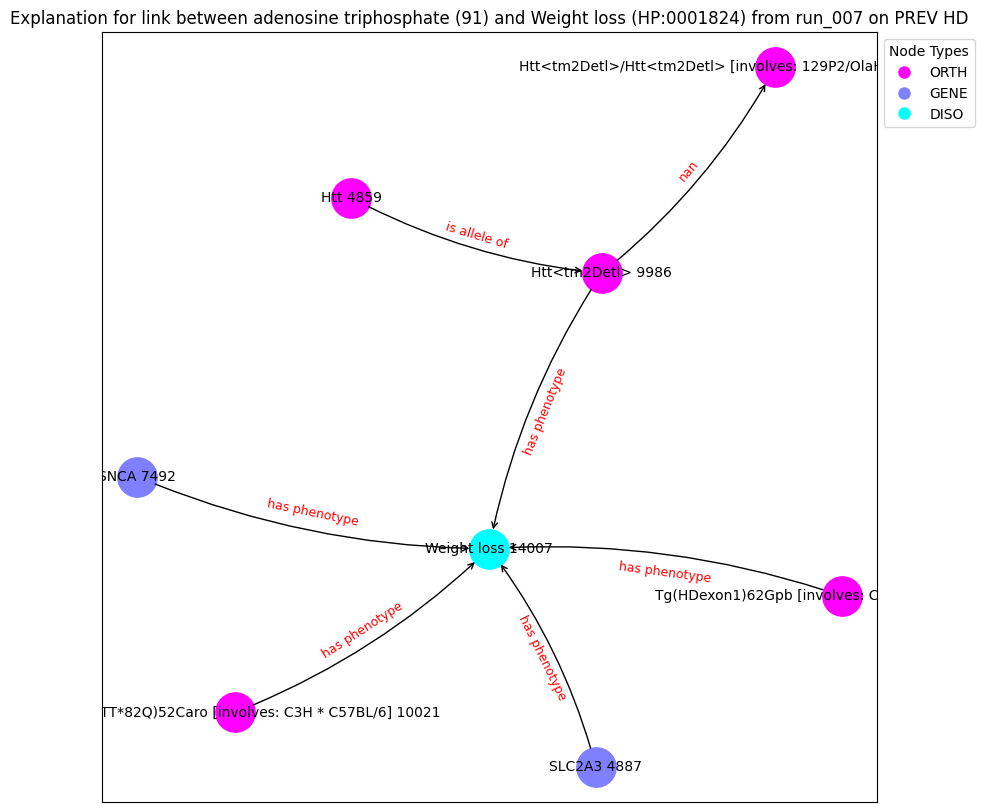 Explanation for link between adenosine triphosphate (91) and Weight loss (HP:0001824) from run_007 on PREV HD
Node Types
ORTH
GENE
DISO
Htt<tm2Detl>/Htt<tm2Detl> [involves: 129P2/OlaH
nan
Htt 4859
is allele of
Htt<tm2Detl> 9986
has phenotype
SNCA 7492
has phenotype
Weight loss 14007
has phenotype
Tg(HDexon1)62Gpb [involves: C
has phenotype
has phenotype
TT*82Q)52Caro [involves: C3H * C57BL/6] 10021
SLC2A3 4887